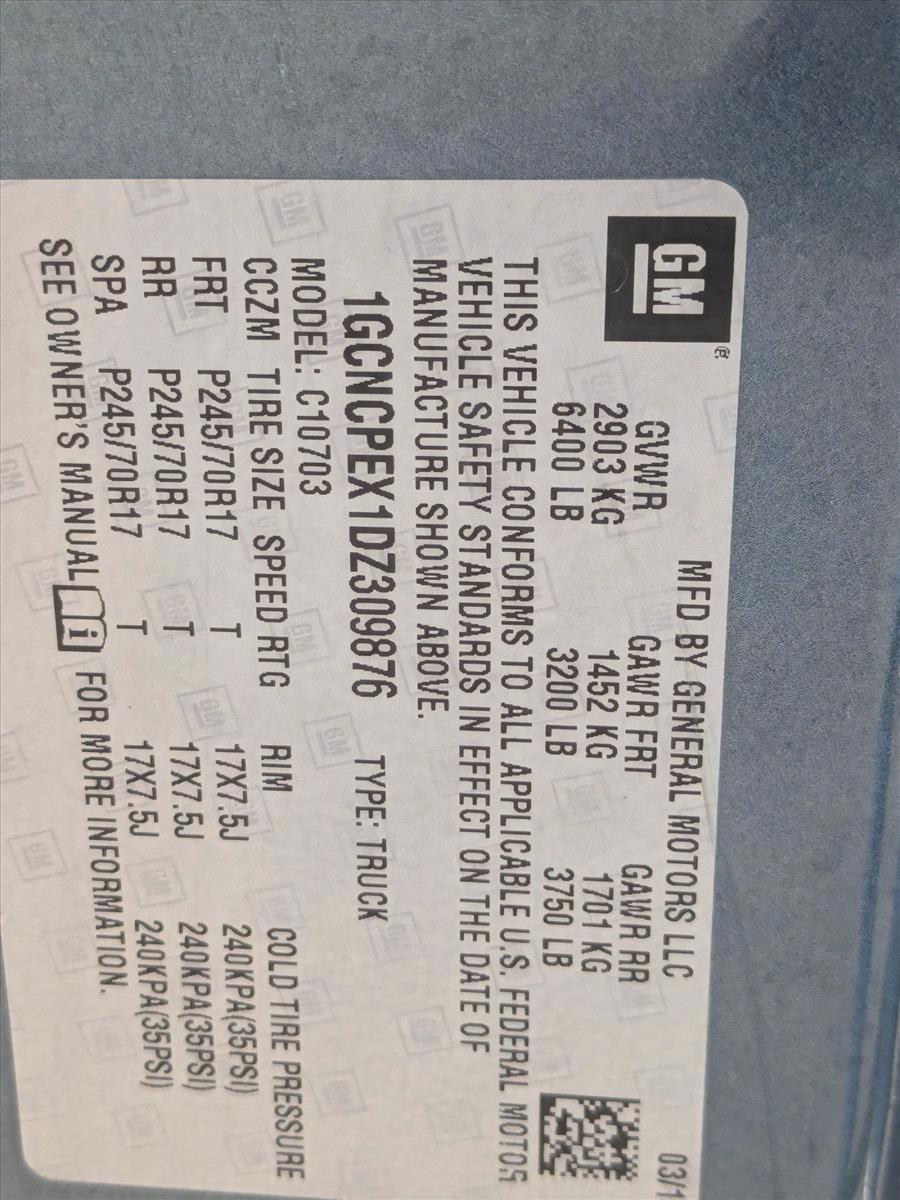 GM
®
MFD BY GENERAL MOTORS LLC
03/1
GVWR GAWR FRT GAWR RR
2903 KG 1452 KG 1701 KG
6400 LB 3200 LB 3750 LB
THIS VEHICLE CONFORMS TO ALL APPLICABLE U.S. FEDERAL MOTOR
VEHICLE SAFETY STANDARDS IN EFFECT ON THE DATE OF
MANUFACTURE SHOWN ABOVE.
1GCNCPEX1DZ309876 TYPE: TRUCK
MODEL: C10703
CCZM TIRE SIZE SPEED RTG RIM COLD TIRE PRESSURE
FRT P245/70R17 T 17X7.5J 240KPA(35PSI)
RR P245/70R17 T 17X7.5J 240KPA(35PSI)
SPA P245/70R17 T 17X7.5J 240KPA(35PSI)
SEE OWNER'S MANUAL i FOR MORE INFORMATION.